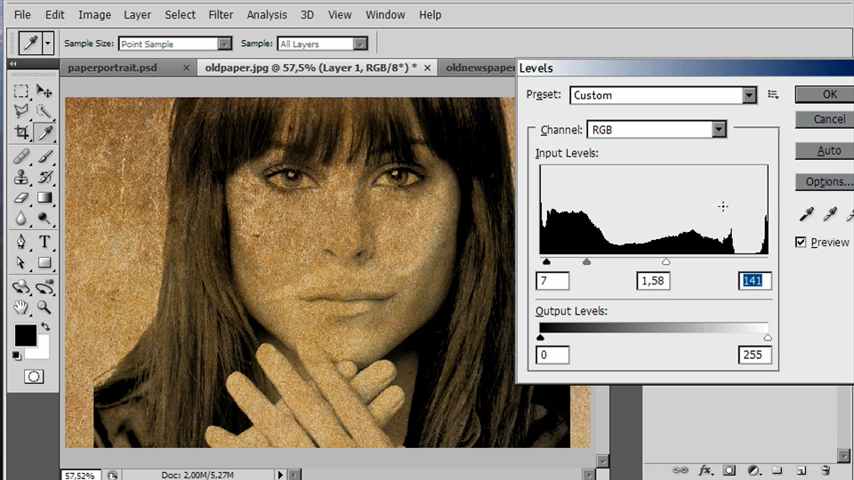 File Edit Image Layer Select Filter Analysis 3D View Window Help
Sample Size: Point Sample Sample: All Layers
paperportrait.psd × oldpaper.jpg @ 57,5% (Layer 1, RGB/8*) * × oldnewspaper
Levels
Preset: Custom
OK
Cancel
Channel: RGB
Auto
Input Levels:
Options...
Preview
7 1,58 141
Output Levels:
0 255
57,52% Doc: 2,00M/5,27M